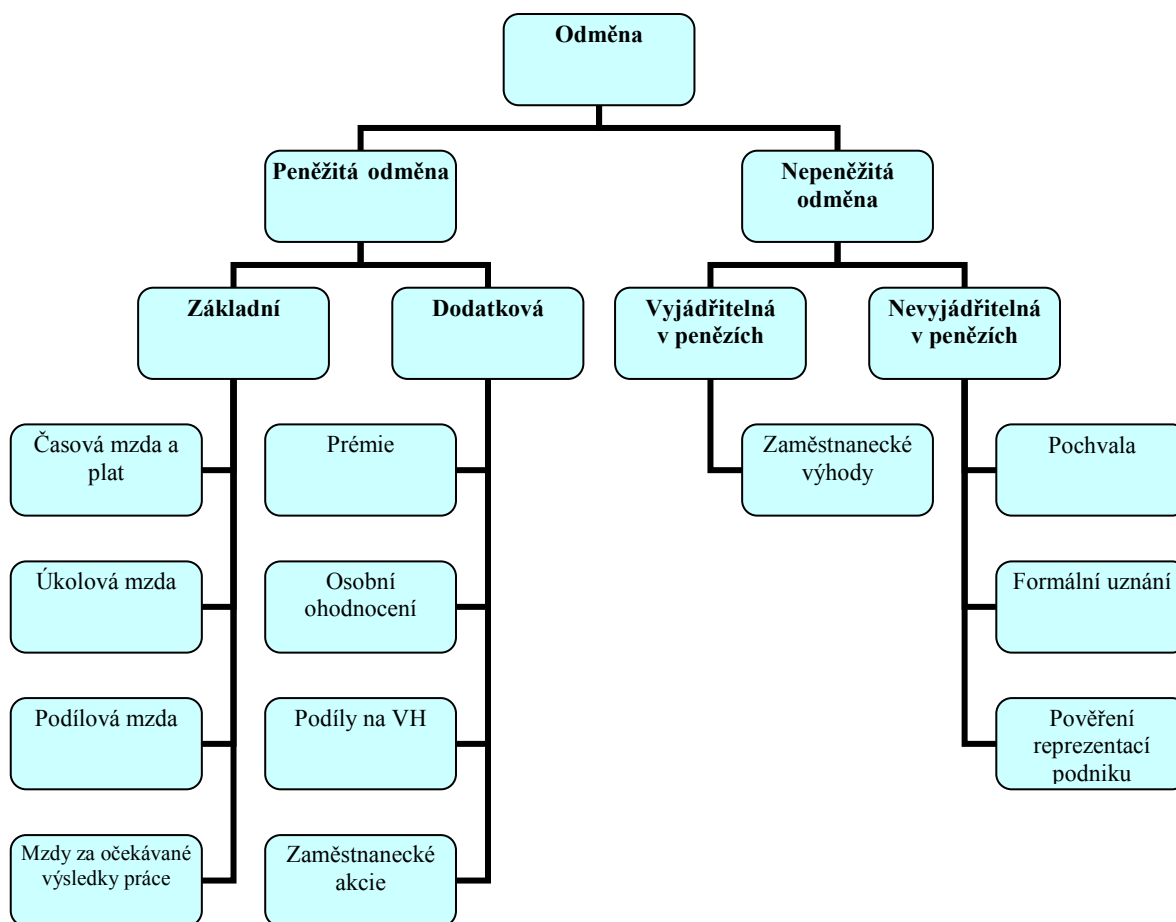 Odměna
Peněžitá odměna
Nepeněžitá
odměna
Základní
Dodatková
Vyjádřitelná
v penězích
Nevyjádřitelná
v penězích
Časová mzda a
plat
Prémie
Zaměstnanecké
výhody
Pochvala
Úkolová mzda
Osobní
ohodnocení
Formální uznání
Podílová mzda
Podíly na VH
Pověření
reprezentací
podniku
Mzdy za očekávané
výsledky práce
Zaměstnanecké
akcie